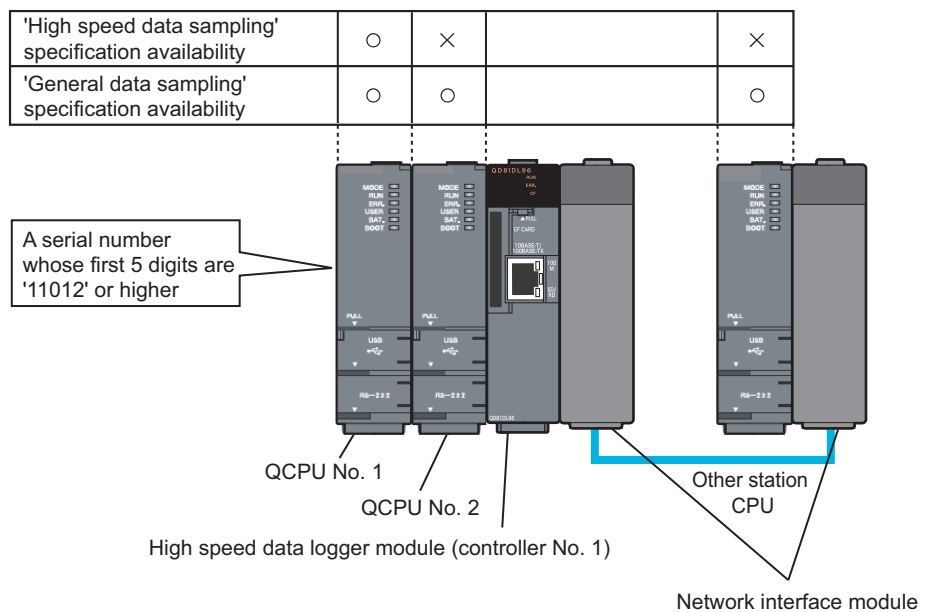 'High speed data sampling'
specification availability
○ × ×
'General data sampling'
specification availability
○ ○ ○
A serial number
whose first 5 digits are
'11012' or higher
MODE
RUN
ERR.
USER
BAT.
BOOT
PULL
USB
RS-232
MODE
RUN
ERR.
USER
BAT.
BOOT
PULL
USB
RS-232
QD81DL96
RUN
ERR.
CF
▲PULL
CF CARD
10BASE-T/
100BASE-TX
100
M
SD/
RD
QD81DL96
MODE
RUN
ERR.
USER
BAT.
BOOT
PULL
USB
RS-232
QCPU No. 1
QCPU No. 2
High speed data logger module (controller No. 1)
Other station
CPU
Network interface module